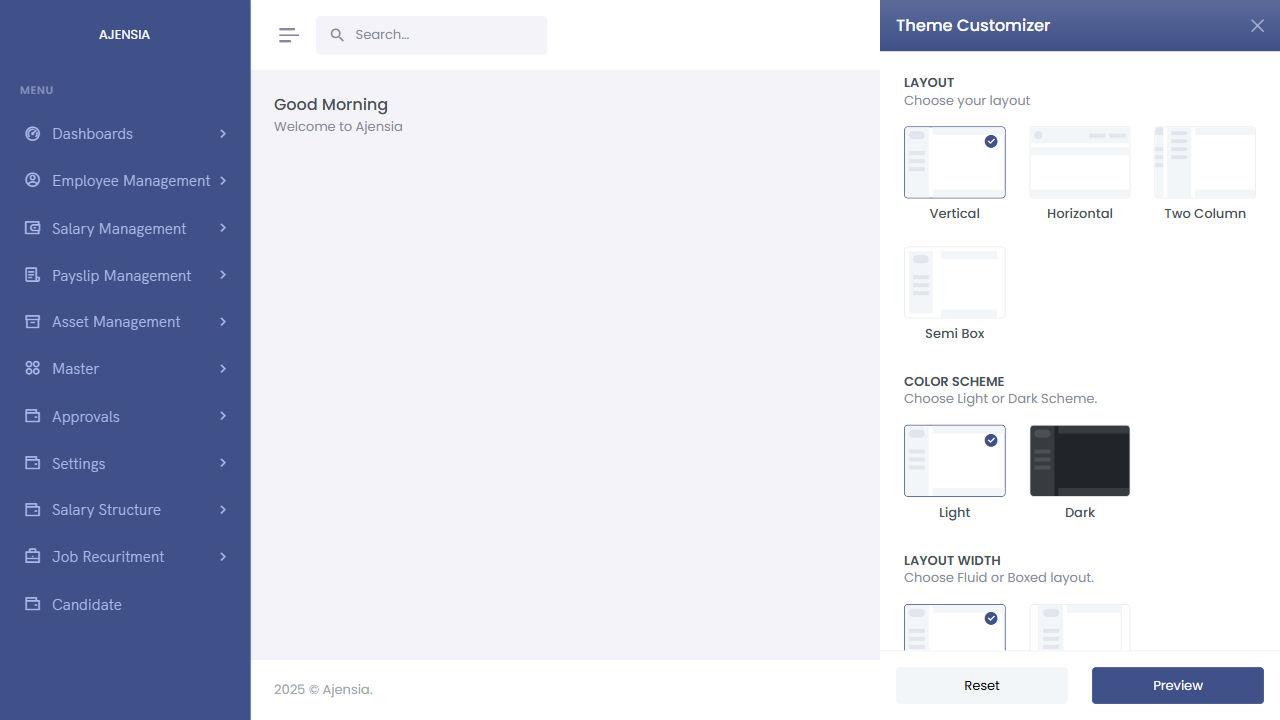 AJENSIA
MENU
Dashboards
Employee Management
Salary Management
Payslip Management
Asset Management
Master
Approvals
Settings
Salary Structure
Job Recuritment
Candidate
Search...
Good Morning
Welcome to Ajensia
2025 © Ajensia.
Theme Customizer
LAYOUT
Choose your layout
Vertical
Horizontal
Two Column
Semi Box
COLOR SCHEME
Choose Light or Dark Scheme.
Light
Dark
LAYOUT WIDTH
Choose Fluid or Boxed layout.
Reset
Preview